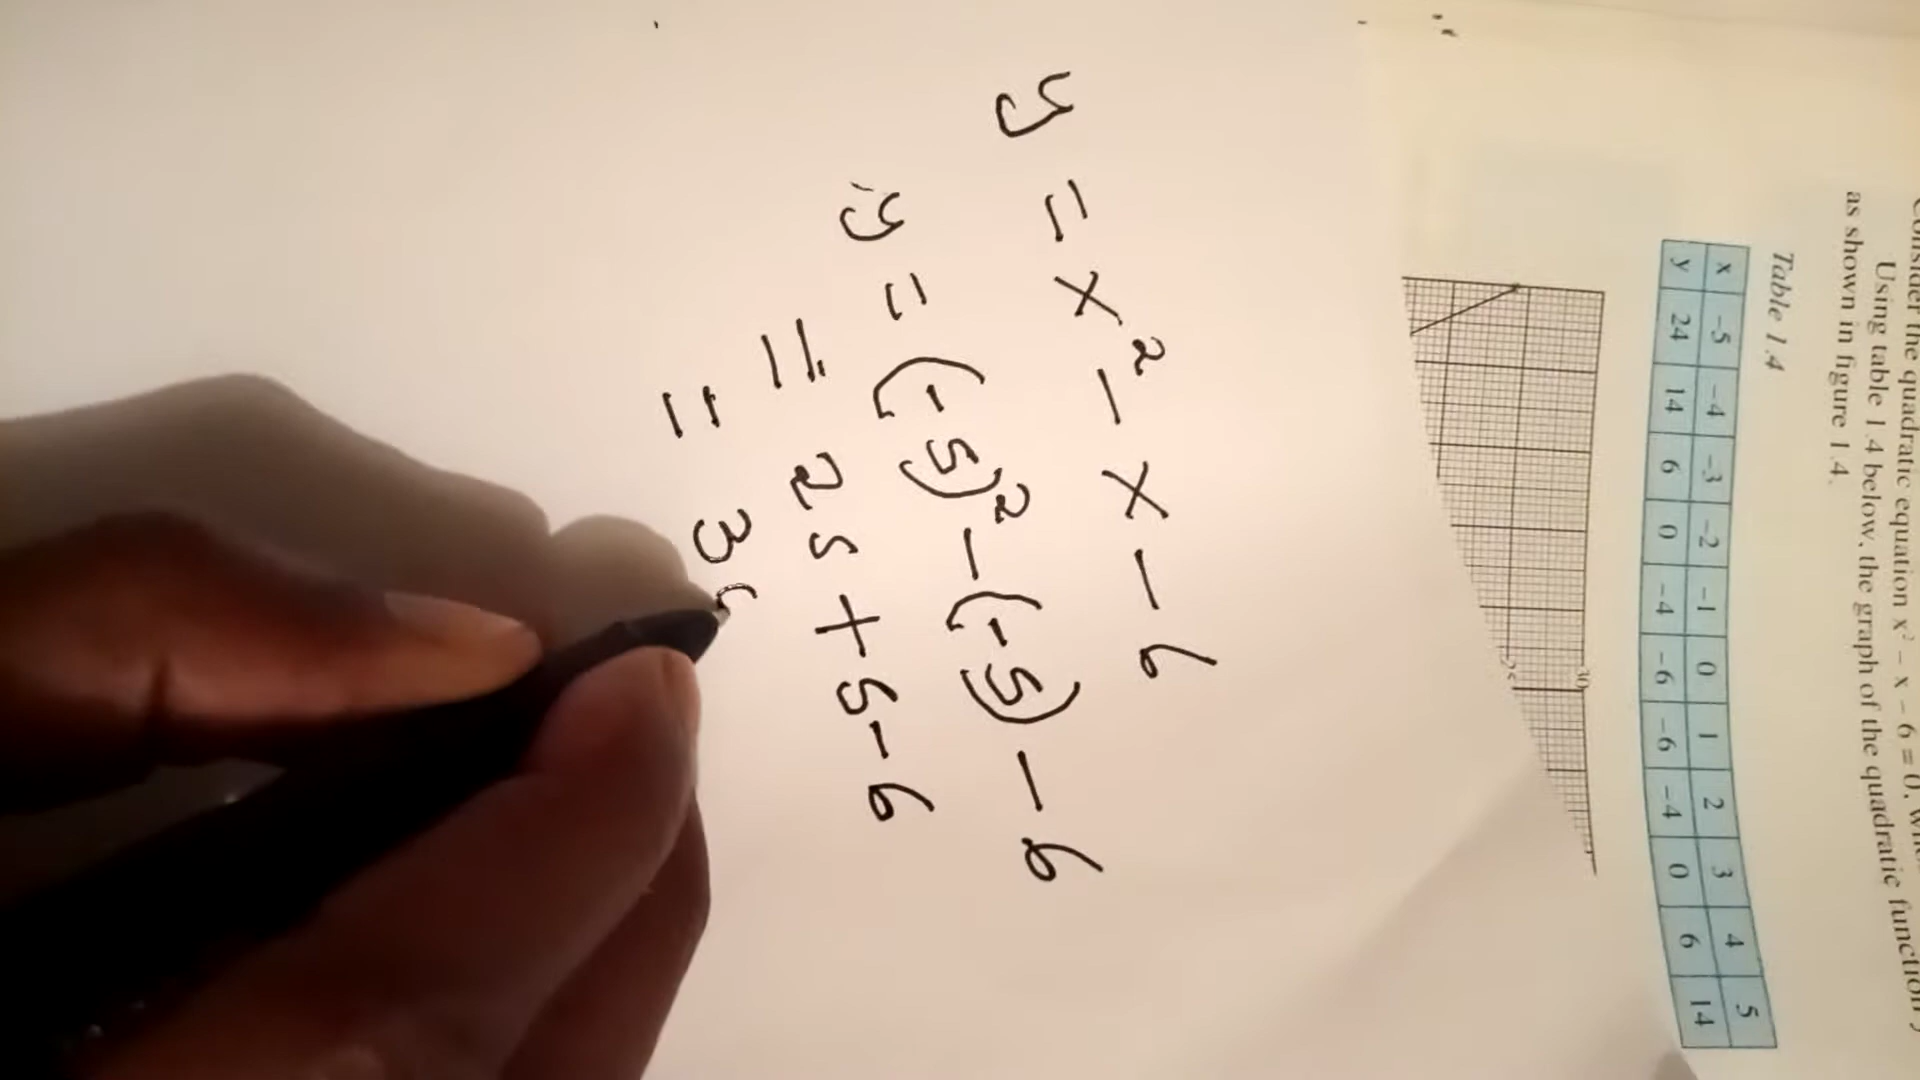 the quadratic equation x² – x – 6 = 0.
Using table 1.4 below, the graph of the quadratic function
as shown in figure 1.4.
Table 1.4
x -5 -4 -3 -2 -1 0 1 2 3 4 5
y 24 14 6 0 -4 -6 -6 -4 0 6 14
30
y = x² - x - 6
y = (-5)² - (-5) - 6
= 25 + 5 - 6
= 3